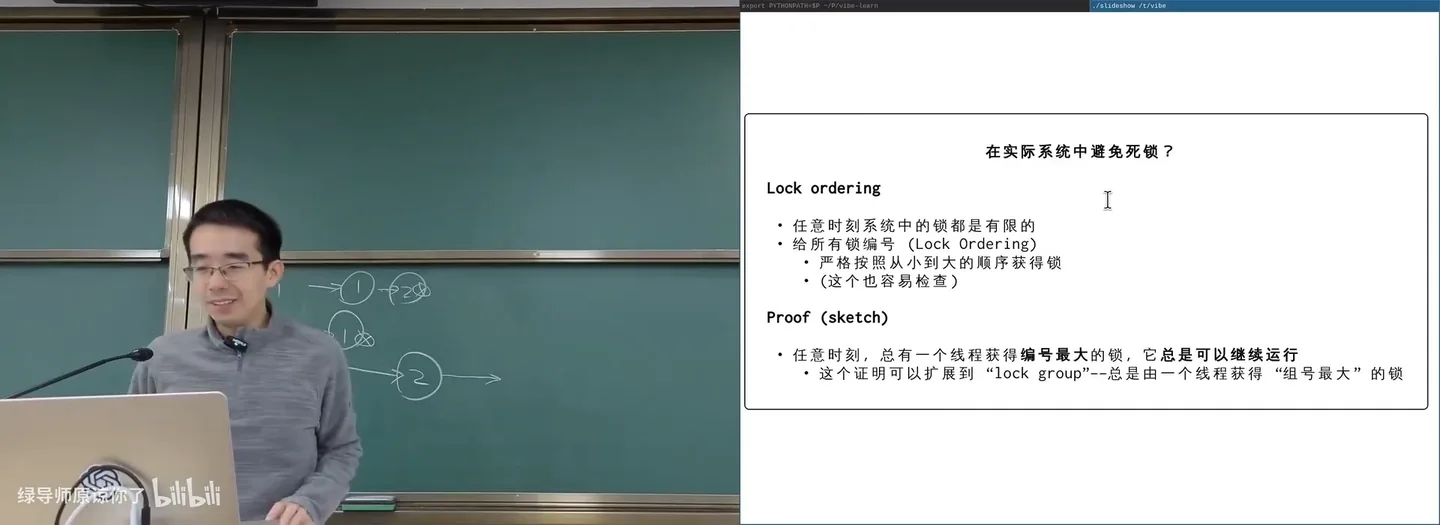 export PYTHONPATH=$P ~/P/vibe-learn
./slideshow /t/vibe
在实际系统中避免死锁？
Lock ordering
• 任意时刻系统中的锁都是有限的
• 给所有锁编号 (Lock Ordering)
• 严格按照从小到大的顺序获得锁
• (这个也容易检查)
Proof (sketch)
• 任意时刻，总有一个线程获得编号最大的锁，它总是可以继续运行
• 这个证明可以扩展到 “lock group”--总是由一个线程获得 “组号最大” 的锁
1
1
2
1
2
绿导师原谅你了 bilibili